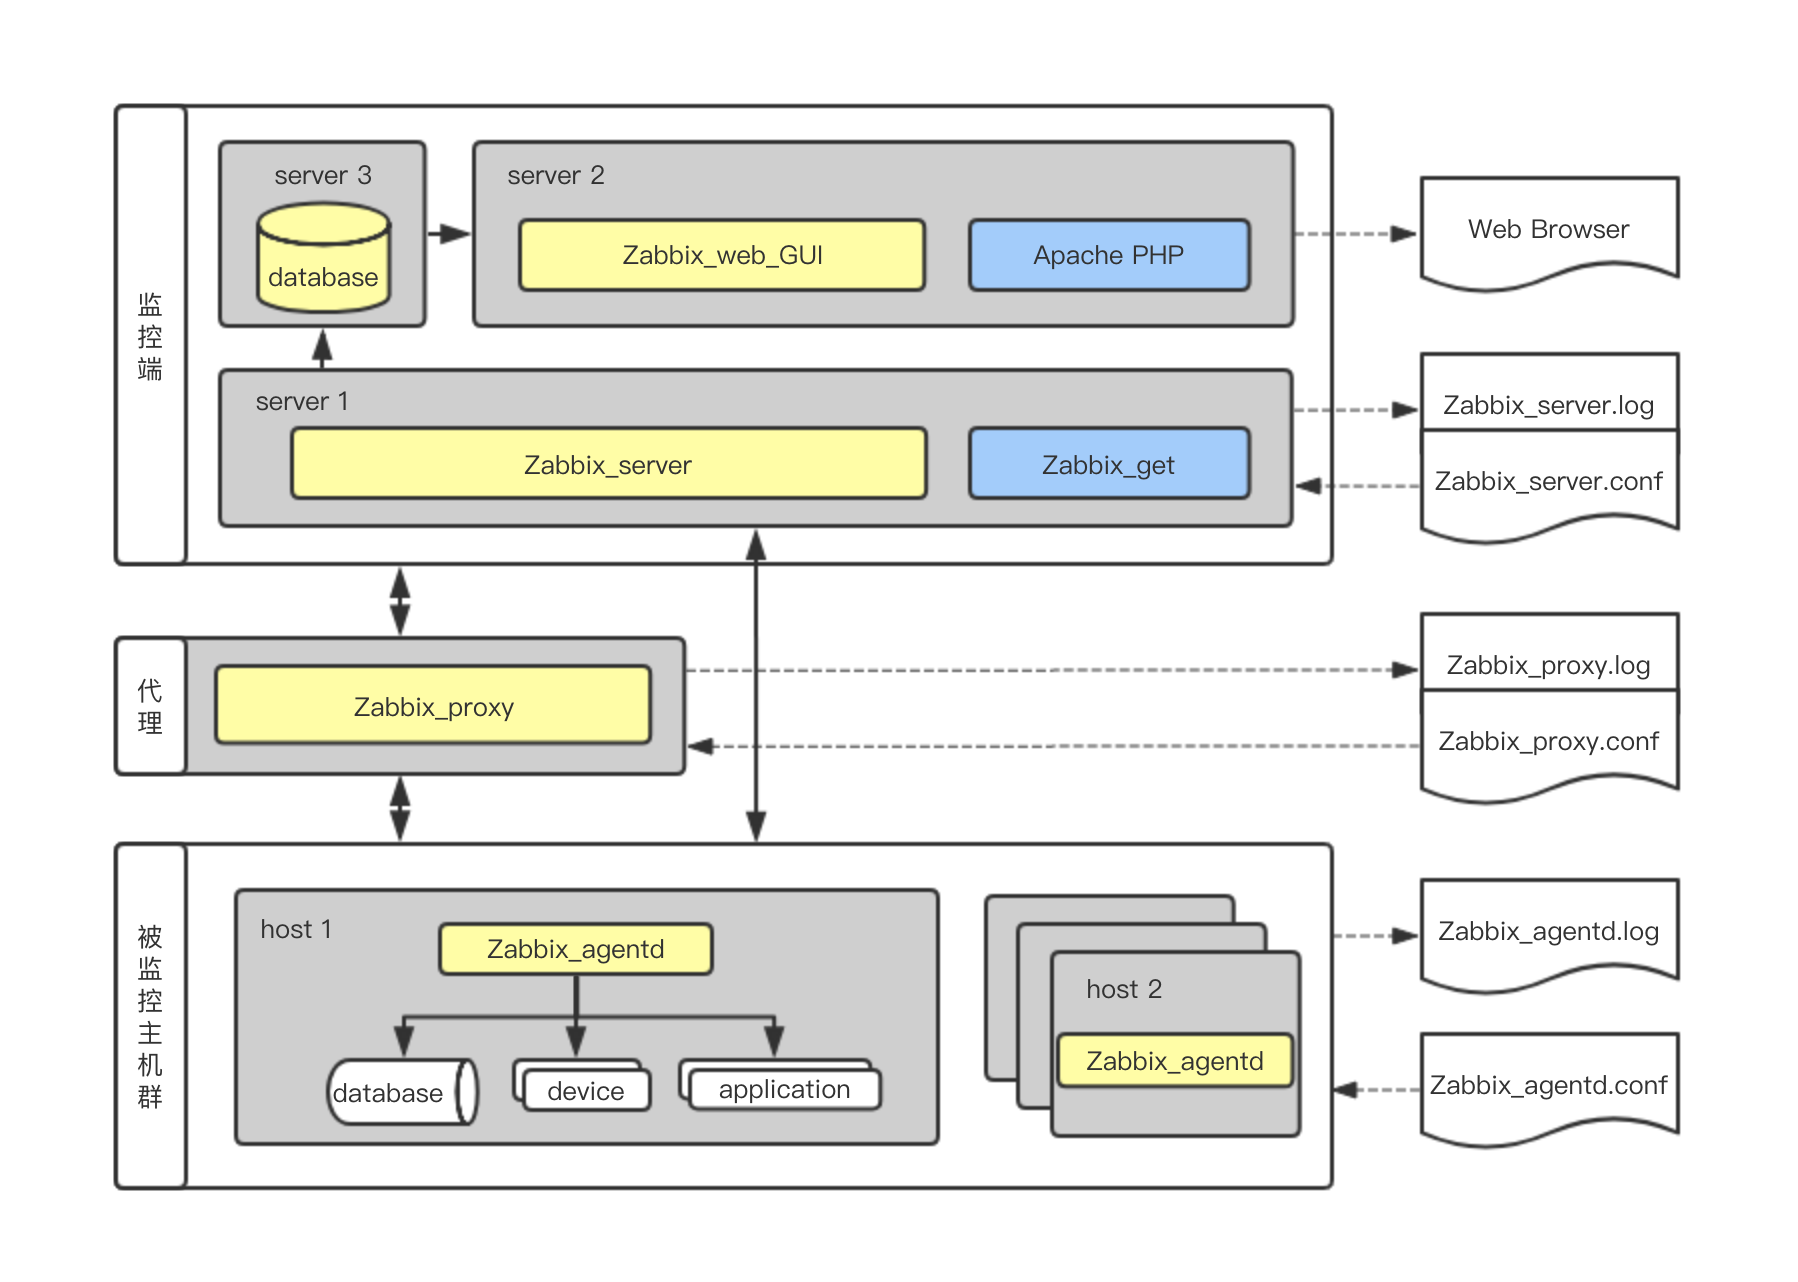 监控端
server 3
database
server 2
Zabbix_web_GUI
Apache PHP
Web Browser
server 1
Zabbix_server
Zabbix_get
Zabbix_server.log
Zabbix_server.conf
代理
Zabbix_proxy
Zabbix_proxy.log
Zabbix_proxy.conf
被监控主机群
host 1
Zabbix_agentd
database
device
application
host 2
Zabbix_agentd
Zabbix_agentd.log
Zabbix_agentd.conf